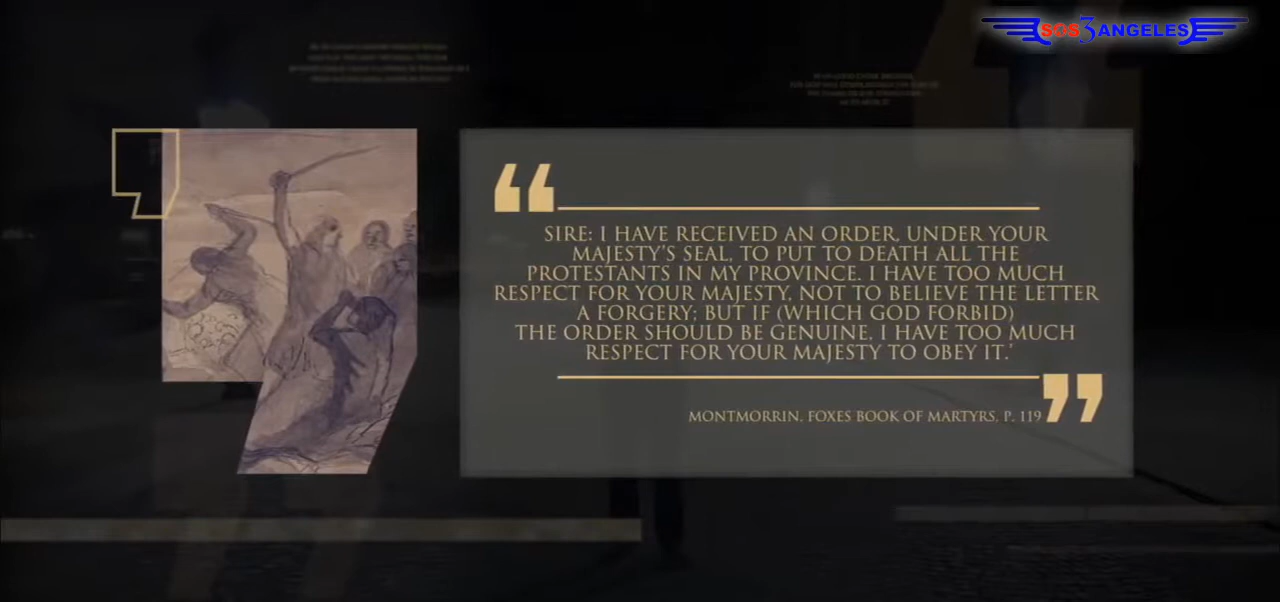 SOS3ANGELES
“
SIRE: I HAVE RECEIVED AN ORDER, UNDER YOUR
MAJESTY'S SEAL, TO PUT TO DEATH ALL THE
PROTESTANTS IN MY PROVINCE. I HAVE TOO MUCH
RESPECT FOR YOUR MAJESTY, NOT TO BELIEVE THE LETTER
A FORGERY; BUT IF (WHICH GOD FORBID)
THE ORDER SHOULD BE GENUINE, I HAVE TOO MUCH
RESPECT FOR YOUR MAJESTY TO OBEY IT.'
”
MONTMORRIN, FOXES BOOK OF MARTYRS, P. 119